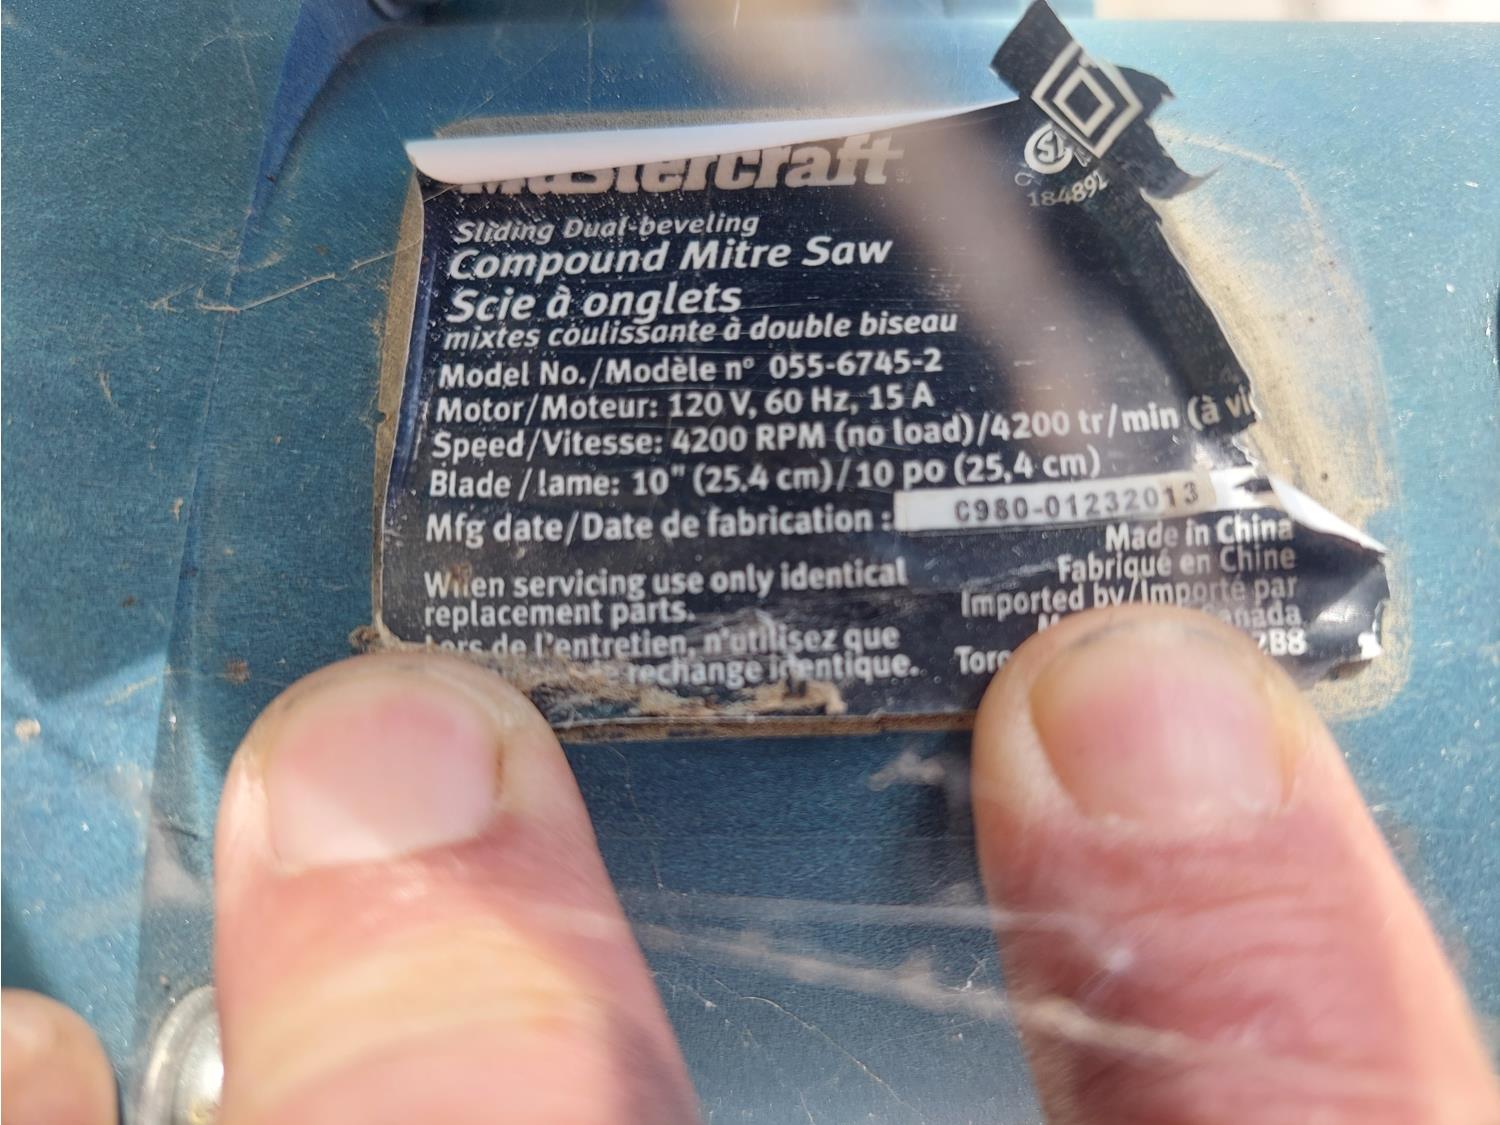 Mastercraft
SA
184892
Sliding Dual-beveling
Compound Mitre Saw
Scie à onglets
mixtes coulissante à double biseau
Model No./Modèle n° 055-6745-2
Motor/Moteur: 120 V, 60 Hz, 15 A
Speed/Vitesse: 4200 RPM (no load)/4200 tr/min (à vi
Blade/lame: 10" (25.4 cm)/10 po (25,4 cm)
Mfg date/Date de fabrication : C980-01232013
Made in China
Fabriqué en Chine
Imported by/Importé par
When servicing use only identical
replacement parts.
Lors de l'entretien, n'utilisez que
rechange identique.
2B8